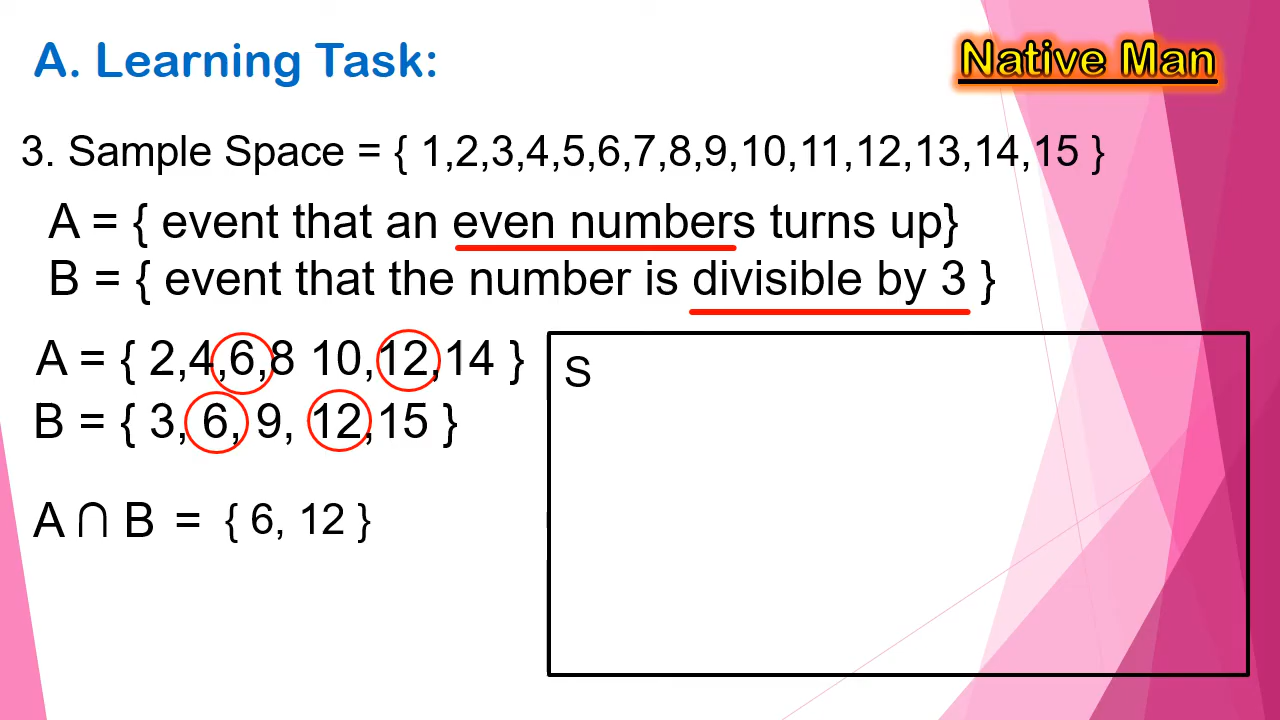 A. Learning Task:
Native Man
3. Sample Space = { 1,2,3,4,5,6,7,8,9,10,11,12,13,14,15 }
A = { event that an even numbers turns up}
B = { event that the number is divisible by 3 }
A = { 2,4,6,8 10,12,14 }
B = { 3, 6, 9, 12,15 }
A ∩ B = { 6, 12 }
S